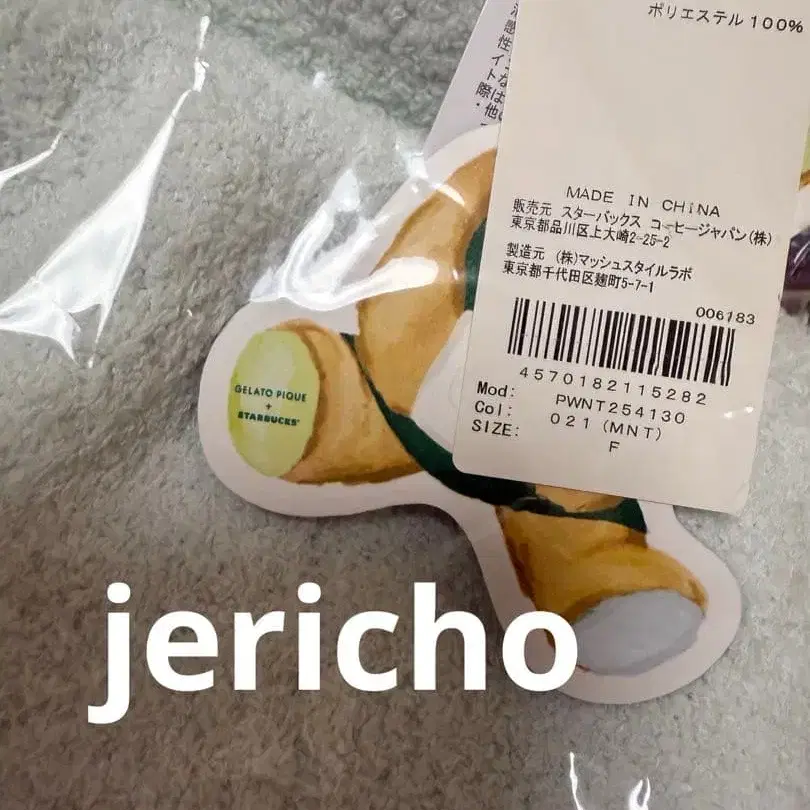 ポリエステル100%
MADE IN CHINA
販売元 スターバックス コーヒージャパン(株)
東京都品川区上大崎2-25-2
製造元 (株)マッシュスタイルラボ
東京都千代田区麹町5-7-1
006183
4570182115282
Mod: PWNT254130
Col: 021 (MNT)
SIZE: F
GELATO PIQUE
+
STARBUCKS®
jericho